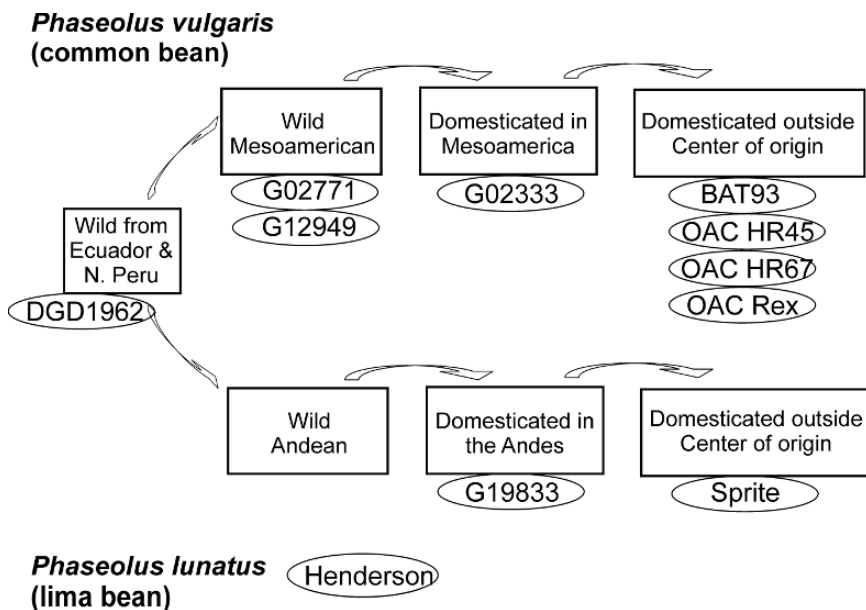 Phaseolus vulgaris
(common bean)
Wild
Mesoamerican
G02771
G12949
Domesticated in
Mesoamerica
G02333
Domesticated outside
Center of origin
BAT93
OAC HR45
OAC HR67
OAC Rex
Wild from
Ecuador &
N. Peru
DGD1962
Wild
Andean
Domesticated in
the Andes
G19833
Domesticated outside
Center of origin
Sprite
Phaseolus lunatus
(lima bean)
Henderson